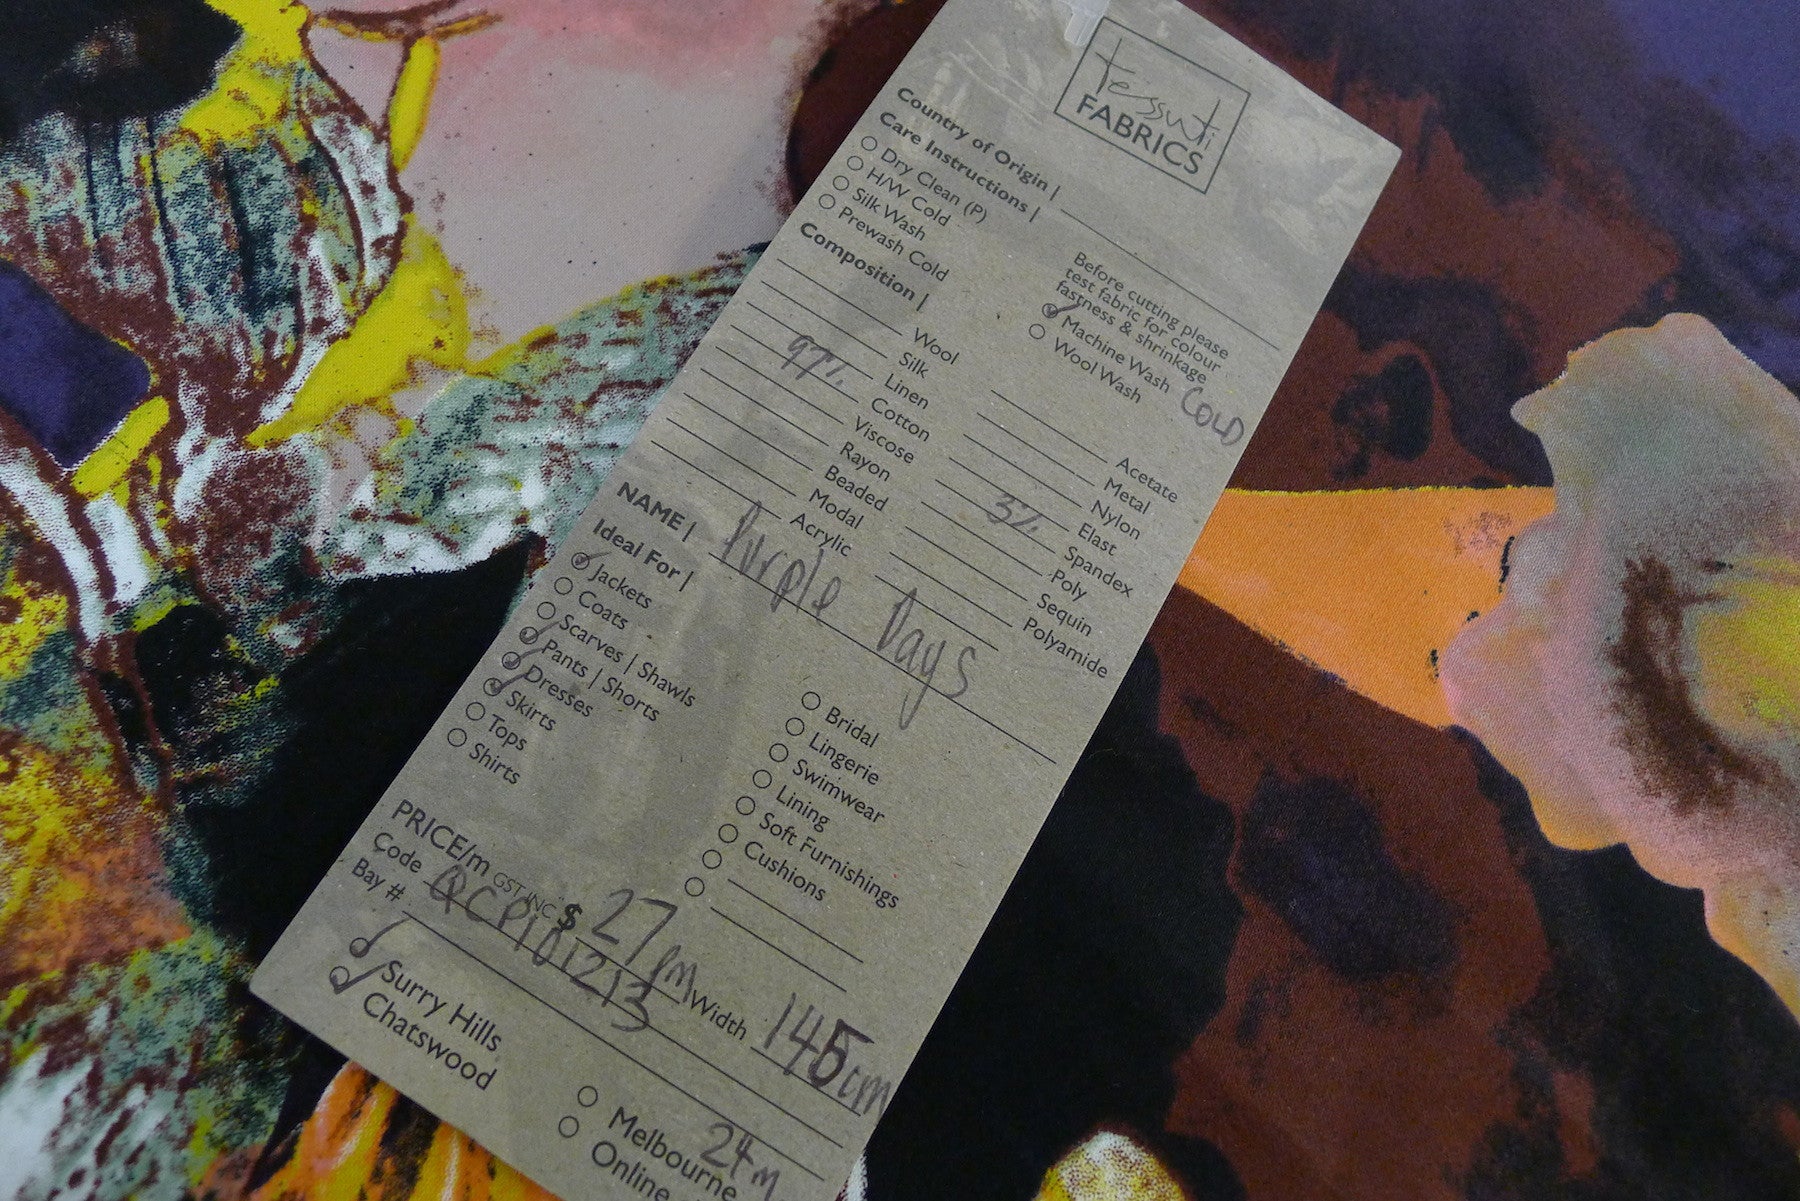 Tessuti
FABRICS
Country of Origin |
Care Instructions |
Dry Clean (P)
H/W Cold
Silk Wash
Prewash Cold
Before cutting please
test fabric for colour
fastness & shrinkage
Machine Wash COLD
Wool Wash
Composition |
Wool
Silk
Linen
97% Cotton
Viscose
Rayon
Beaded
Modal
Acrylic
Acetate
Metal
Nylon
Elast
3% Spandex
Poly
Sequin
Polyamide
NAME | Purple Days
Ideal For |
Jackets
Coats
Scarves | Shawls
Pants | Shorts
Dresses
Skirts
Tops
Shirts
Bridal
Lingerie
Swimwear
Lining
Soft Furnishings
Cushions
PRICE/m GST INC $ 27 pm Width 145cm
Code QCP101213
Bay #
Surry Hills
Chatswood
Melbourne 24m
Online